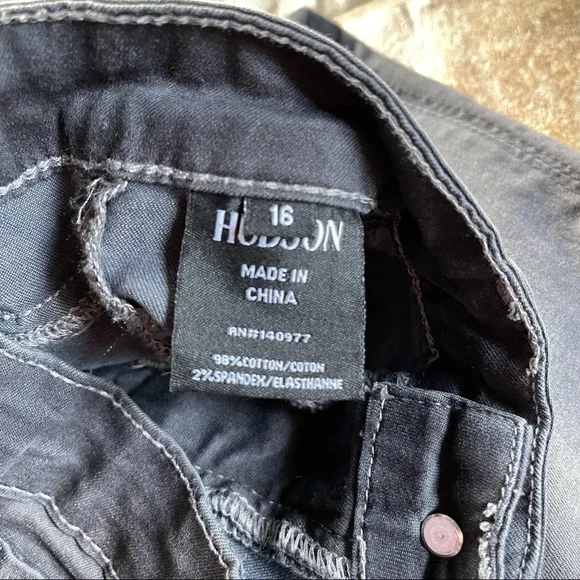 16
HUDSON
MADE IN
CHINA
RN#140977
98%COTTON/COTON
2%SPANDEX/ELASTHANNE